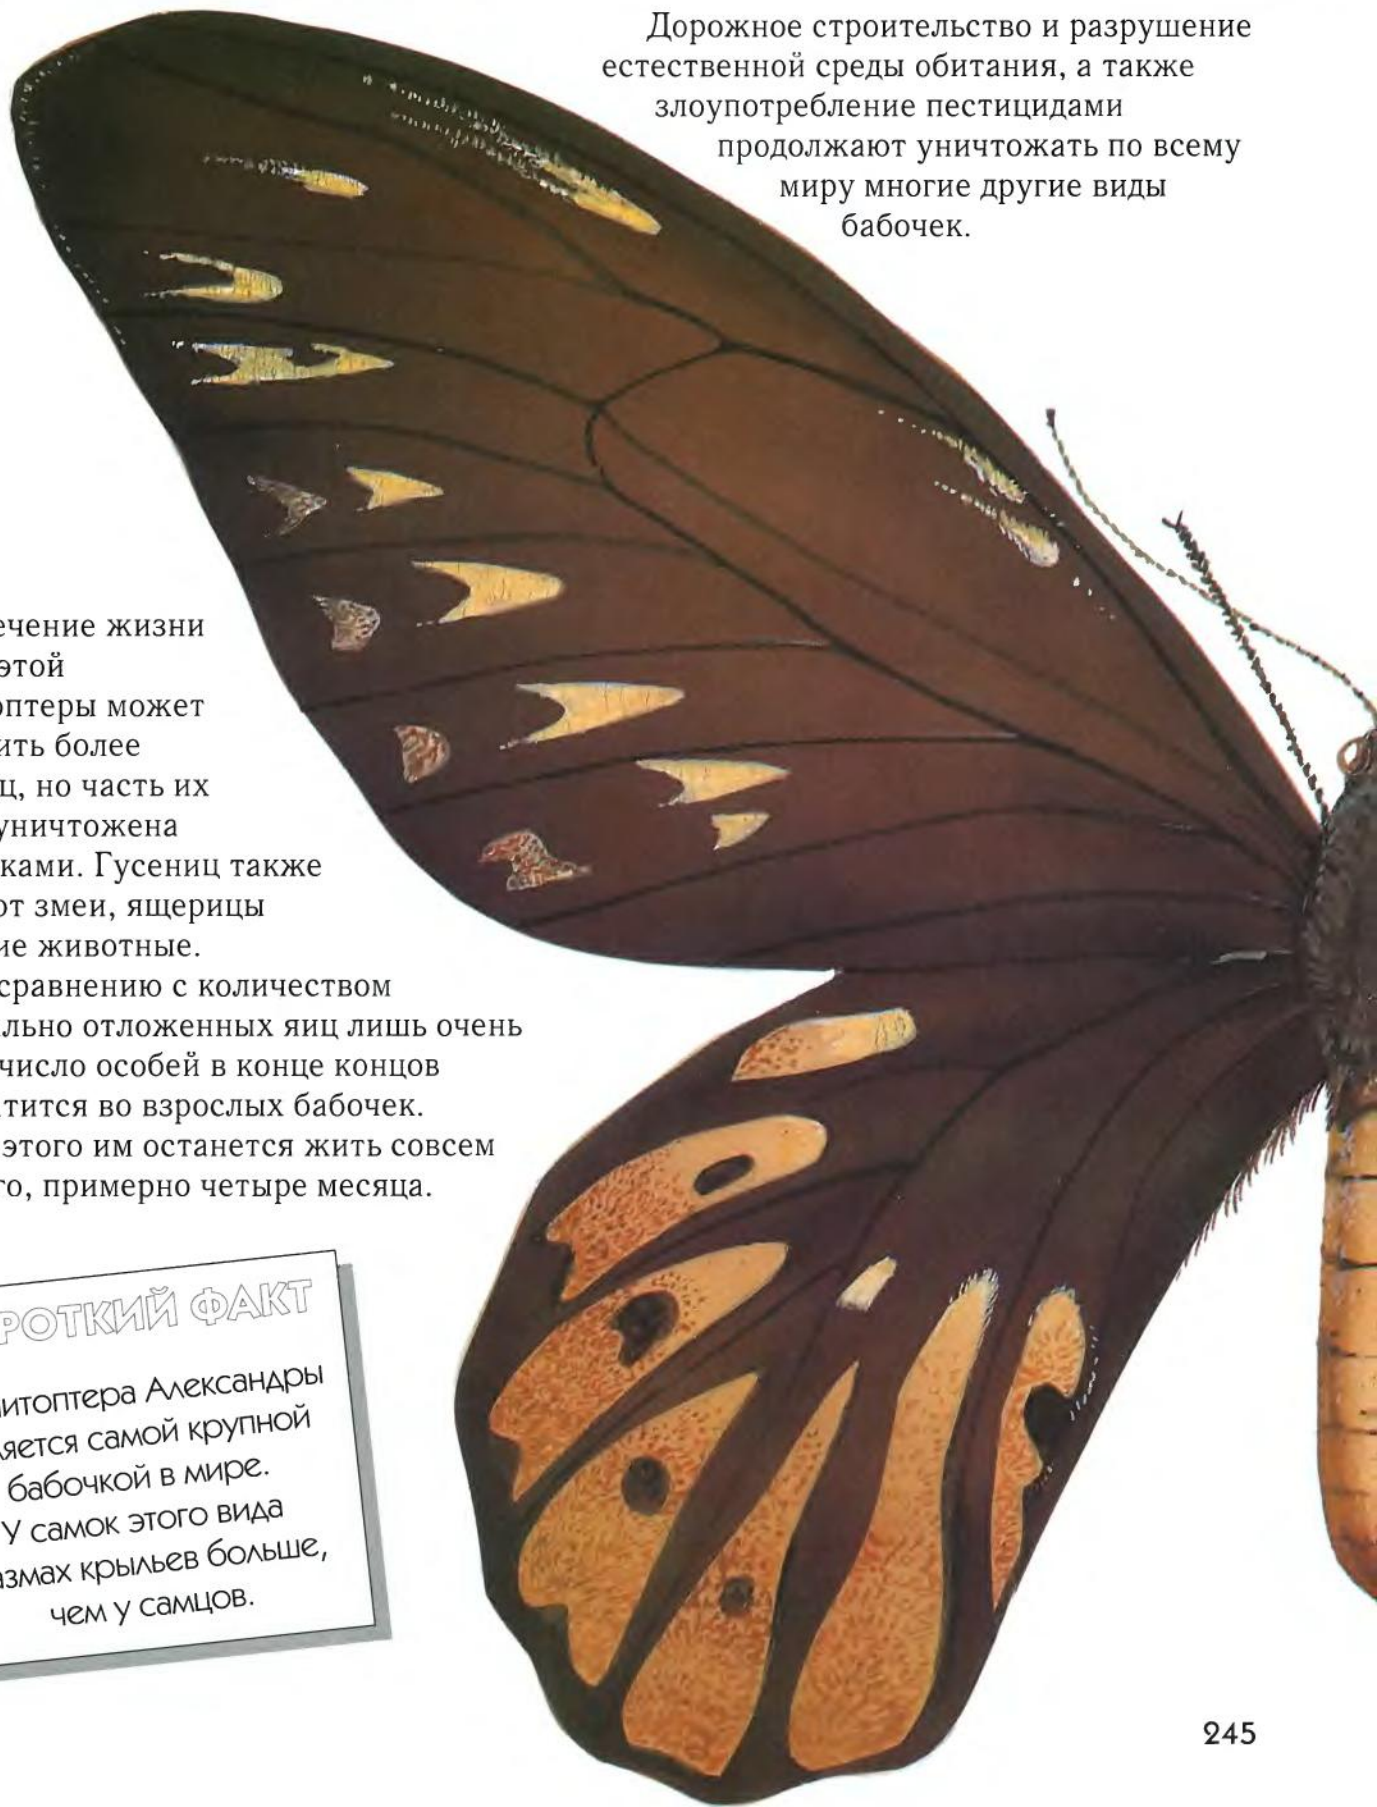 Дорожное строительство и разрушение
естественной среды обитания, а также
злоупотребление пестицидами
продолжают уничтожать по всему
миру многие другие виды
бабочек.
ечение жизни
этой
оптеры может
ить более
ц, но часть их
уничтожена
ками. Гусениц также
от змеи, ящерицы
ие животные.
сравнению с количеством
льно отложенных яиц лишь очень
число особей в конце концов
тится во взрослых бабочек.
этого им останется жить совсем
го, примерно четыре месяца.
РОТКИЙ ФАКТ
итоптера Александры
яется самой крупной
бабочкой в мире.
У самок этого вида
азмах крыльев больше,
чем у самцов.
245